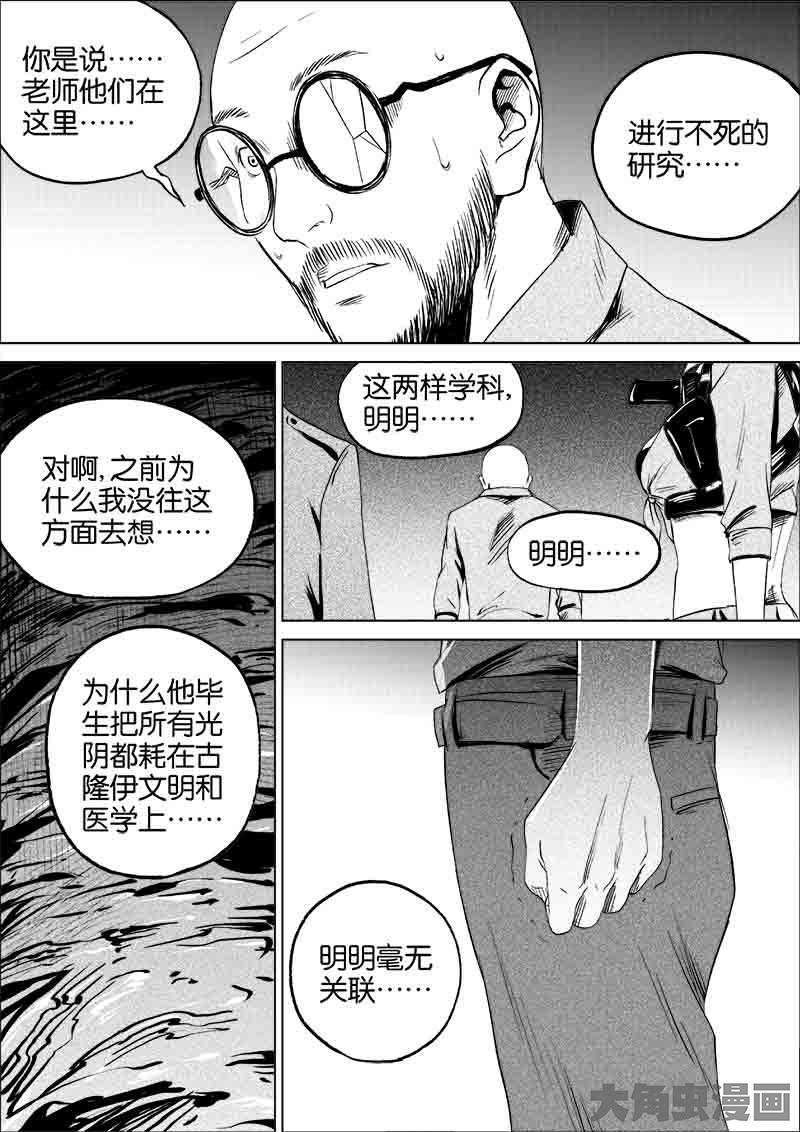 你是说……
老师他们在
这里……
进行不死的
研究……
对啊,之前为
什么我没往这
方面去想……
为什么他毕
生把所有光
阴都耗在古
隆伊文明和
医学上……
这两样学科,
明明……
明明……
明明毫无
关联……
大角虫漫画